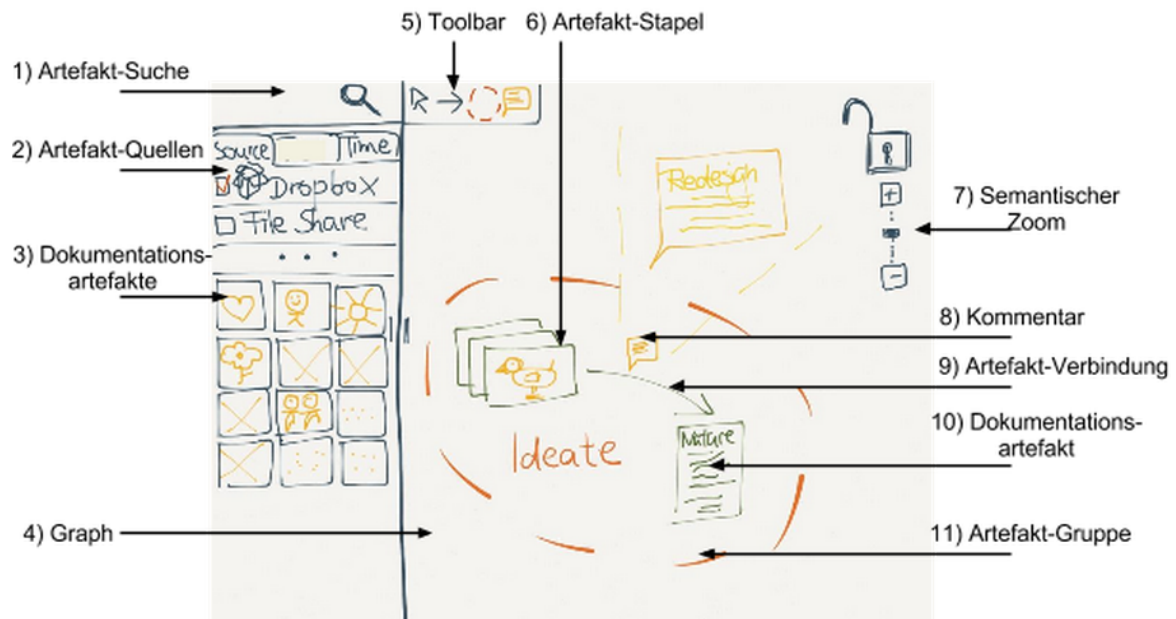 5) Toolbar
6) Artefakt-Stapel
1) Artefakt-Suche
2) Artefakt-Quellen
Source
Time
Dropbox
File Share
3) Dokumentations-
artefakte
4) Graph
Redesign
7) Semantischer
Zoom
8) Kommentar
9) Artefakt-Verbindung
10) Dokumentations-
artefakt
11) Artefakt-Gruppe
Ideate